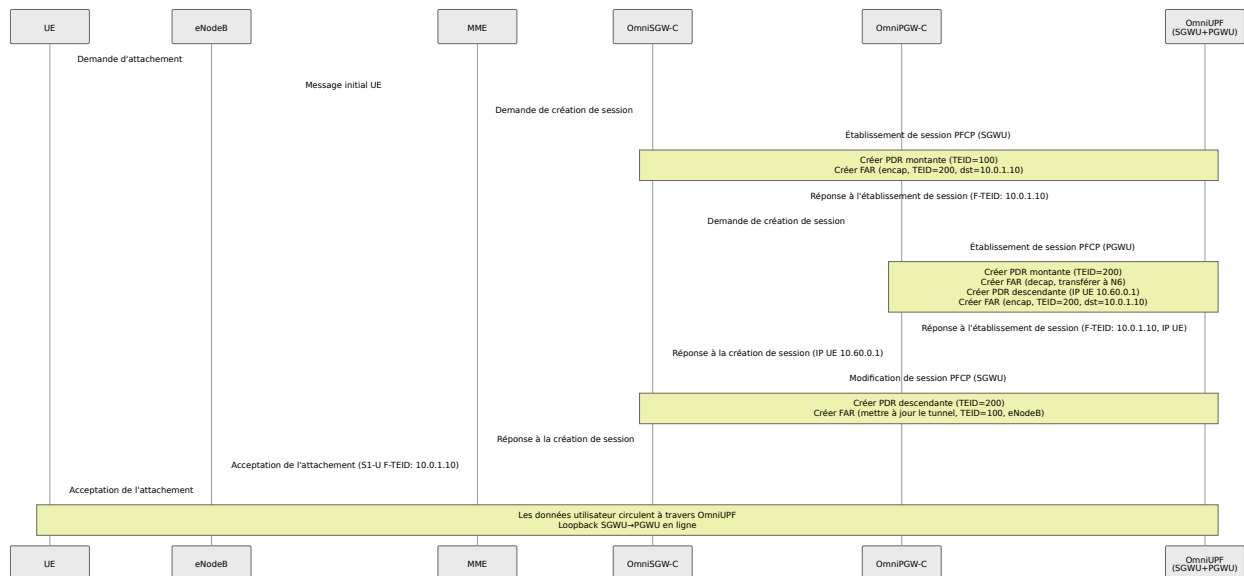 UE
eNodeB
MME
OmniSGW-C
OmniPGW-C
OmniUPF
(SGWU+PGWU)
Demande d'attachement
Message initial UE
Demande de création de session
Établissement de session PFCP (SGWU)
Créer PDR montante (TEID=100)
Créer FAR (encap, TEID=200, dst=10.0.1.10)
Réponse à l'établissement de session (F-TEID: 10.0.1.10)
Demande de création de session
Établissement de session PFCP (PGWU)
Créer PDR montante (TEID=200)
Créer FAR (decap, transférer à N6)
Créer PDR descendante (IP UE 10.60.0.1)
Créer FAR (encap, TEID=200, dst=10.0.1.10)
Réponse à l'établissement de session (F-TEID: 10.0.1.10, IP UE)
Réponse à la création de session (IP UE 10.60.0.1)
Modification de session PFCP (SGWU)
Créer PDR descendante (TEID=200)
Créer FAR (mettre à jour le tunnel, TEID=100, eNodeB)
Réponse à la création de session
Acceptation de l'attachement (S1-U F-TEID: 10.0.1.10)
Acceptation de l'attachement
Les données utilisateur circulent à travers OmniUPF
Loopback SGWU→PGWU en ligne
UE
eNodeB
MME
OmniSGW-C
OmniPGW-C
OmniUPF
(SGWU+PGWU)